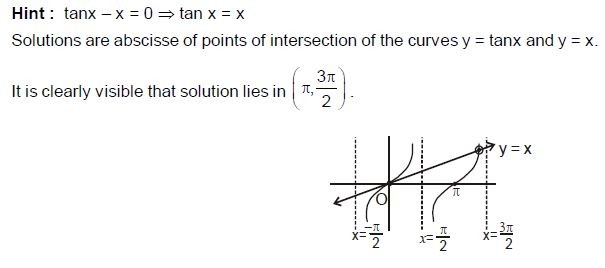 Hint : tanx – x = 0 ⇒ tan x = x
Solutions are abscisse of points of intersection of the curves y = tanx and y = x.
It is clearly visible that solution lies in (π, 3π/2).
y = x
O
π
x= -π/2
x= π/2
x= 3π/2